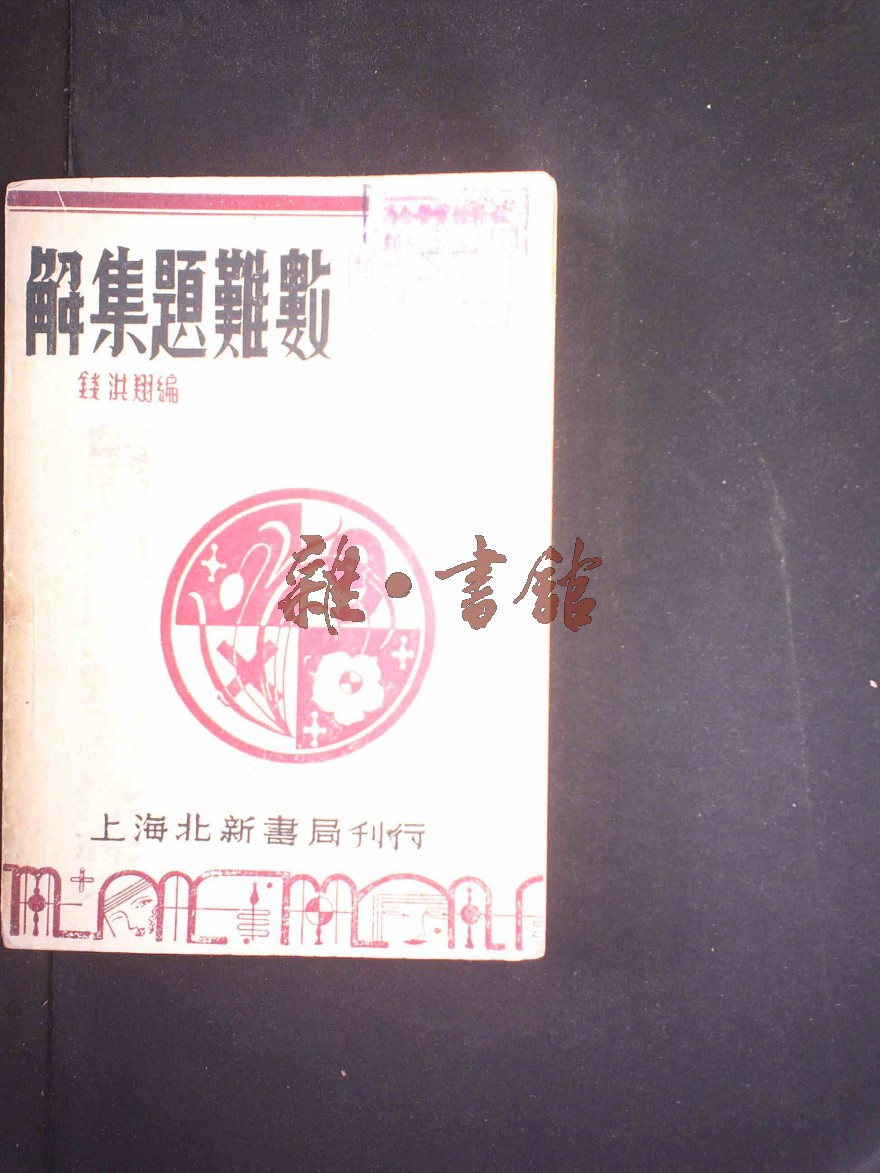 數難題集解
錢洪翔編
雜·書館
上海北新書局刊行